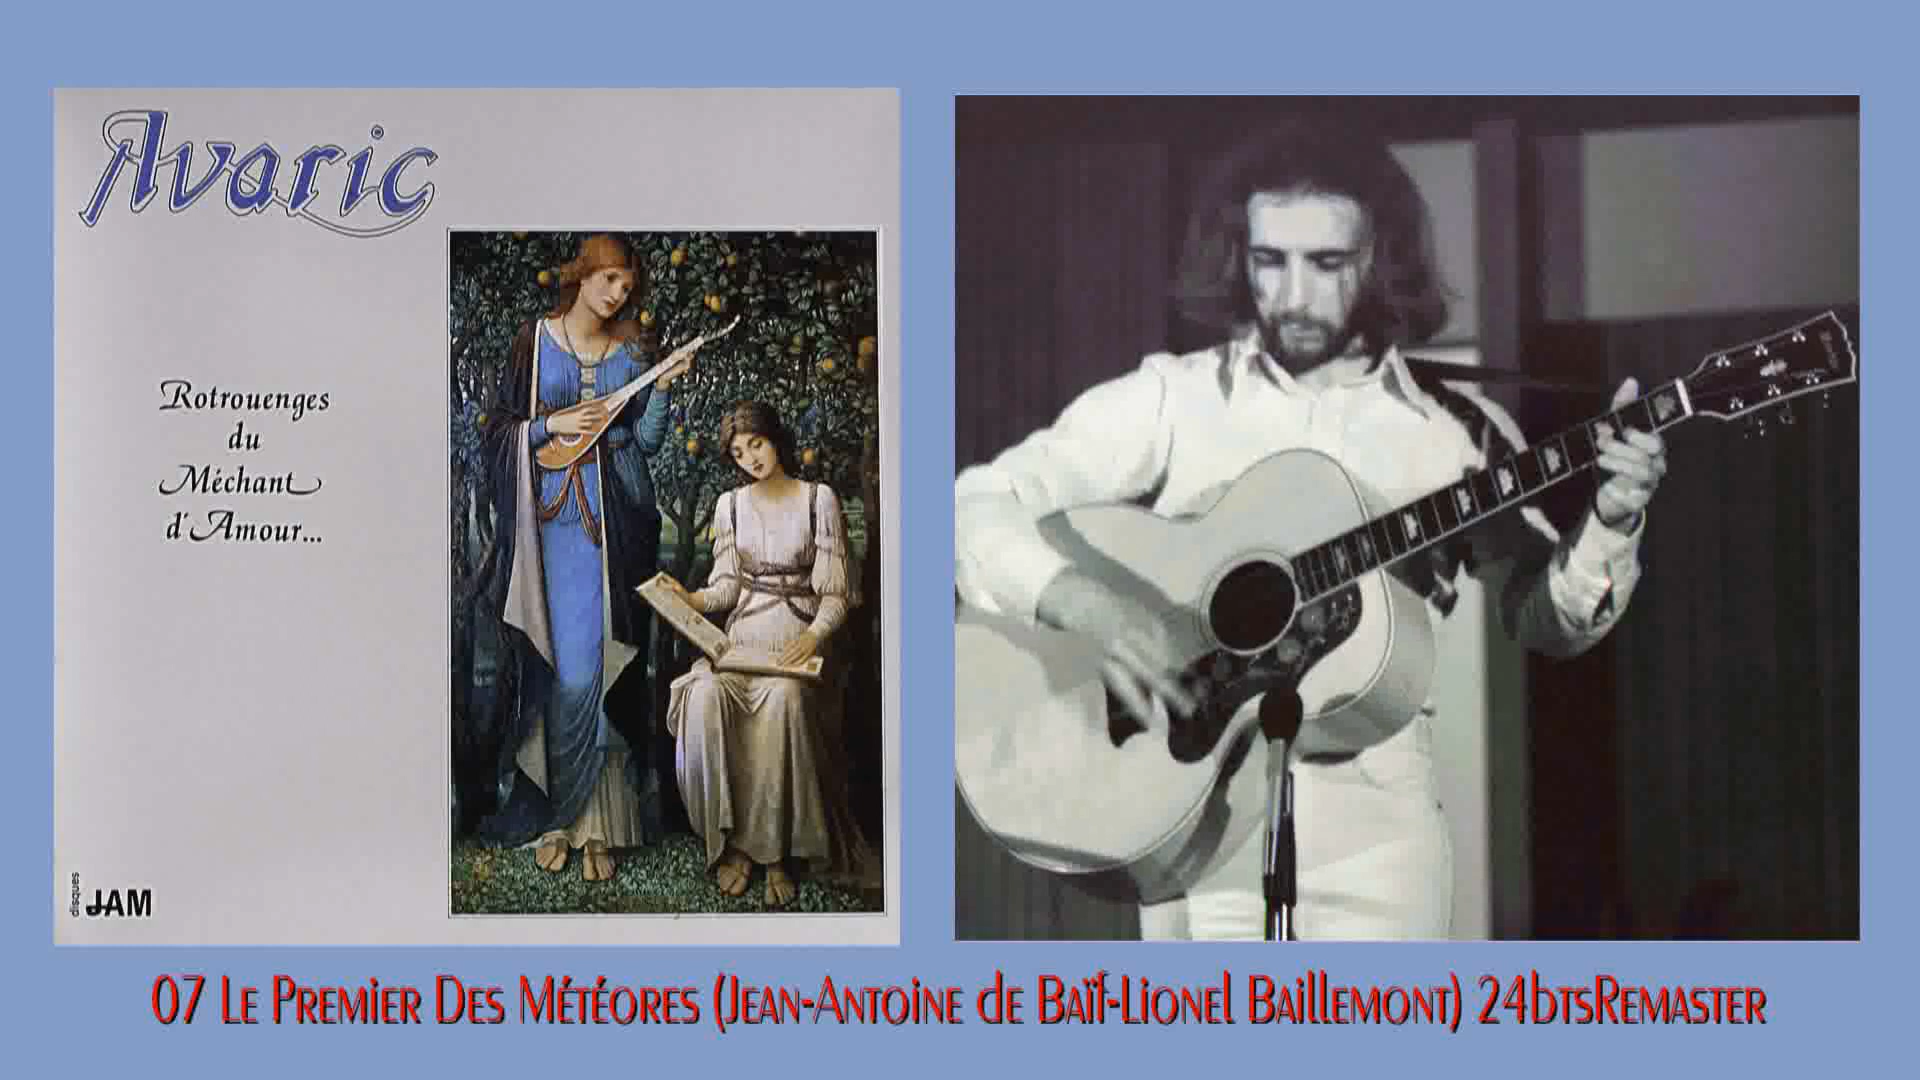 Avaric
Rotrouenges
du
Méchant
d'Amour...
disques
JAM
07 Le Premier Des Météores (Jean-Antoine de Baïf-Lionel Baillemont) 24btsRemaster